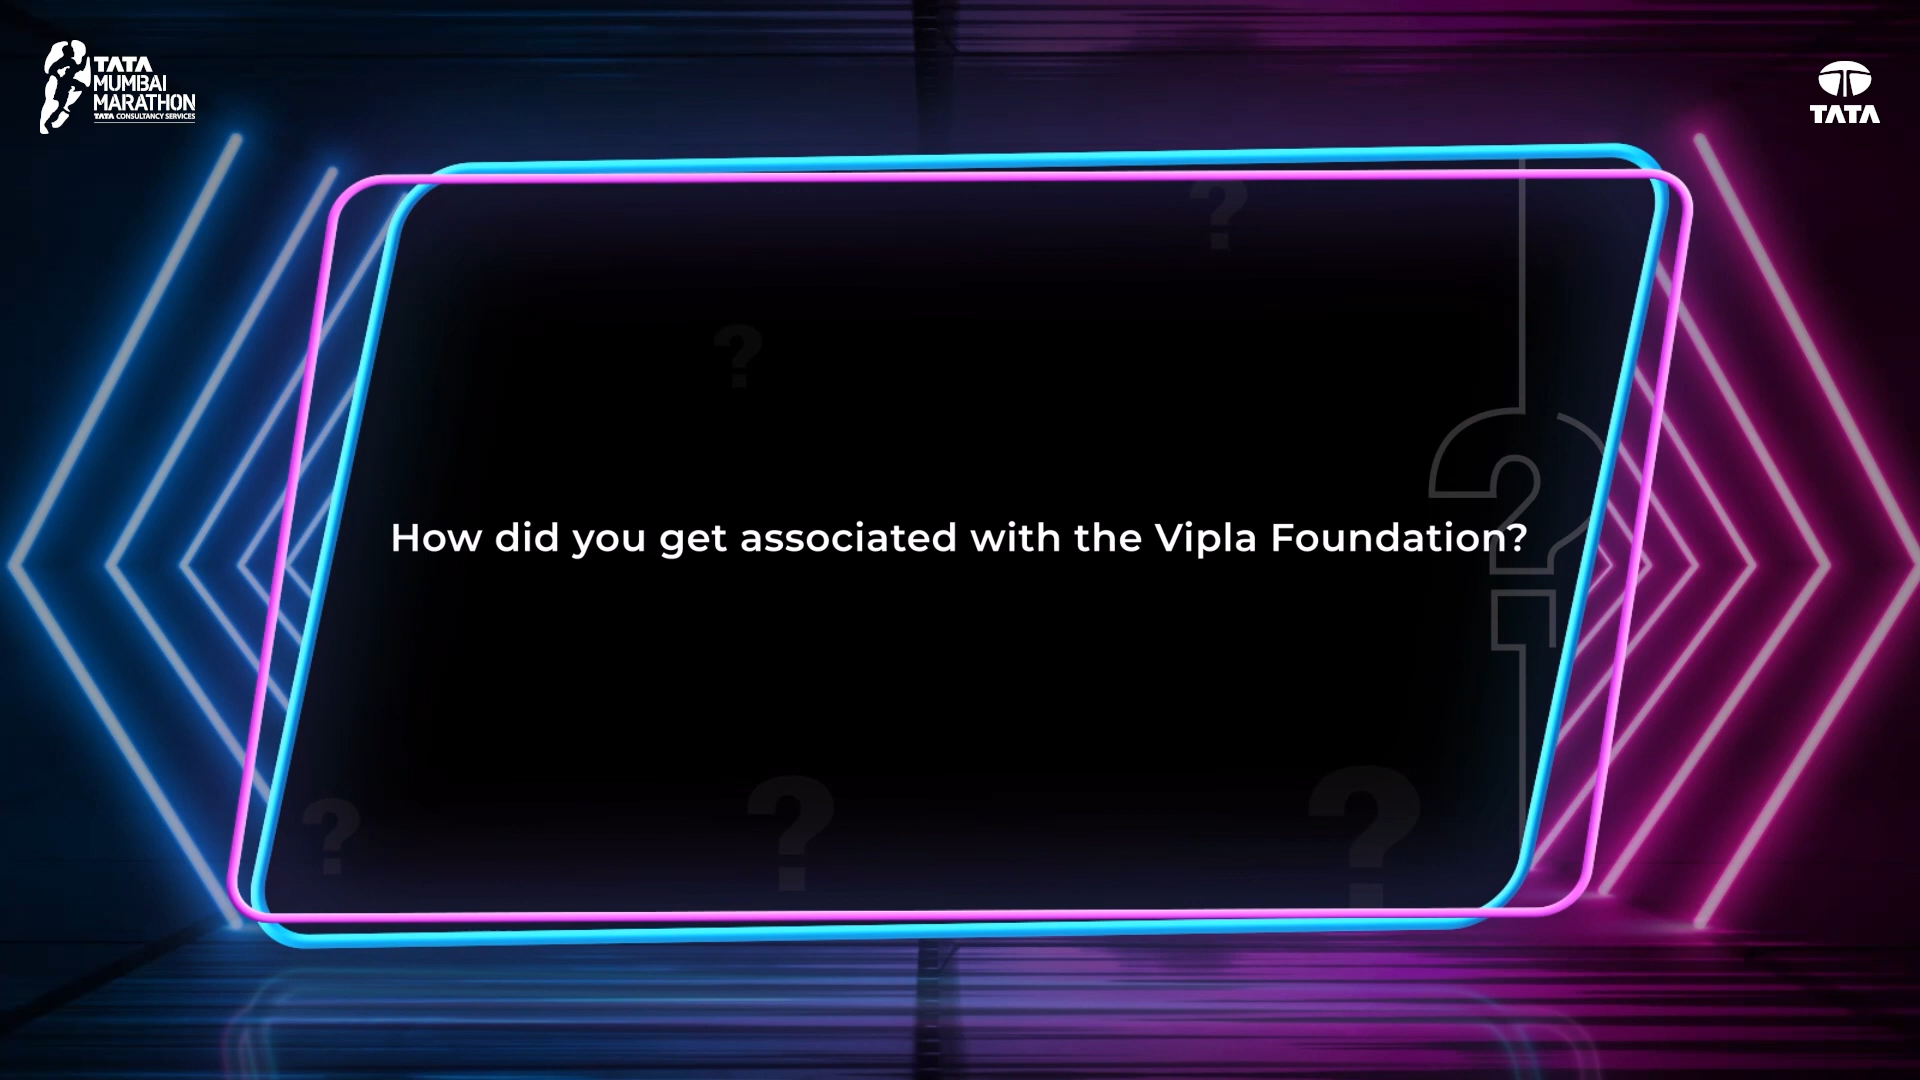 TATA
MUMBAI
MARATHON
TATA CONSULTANCY SERVICES
TATA
How did you get associated with the Vipla Foundation?